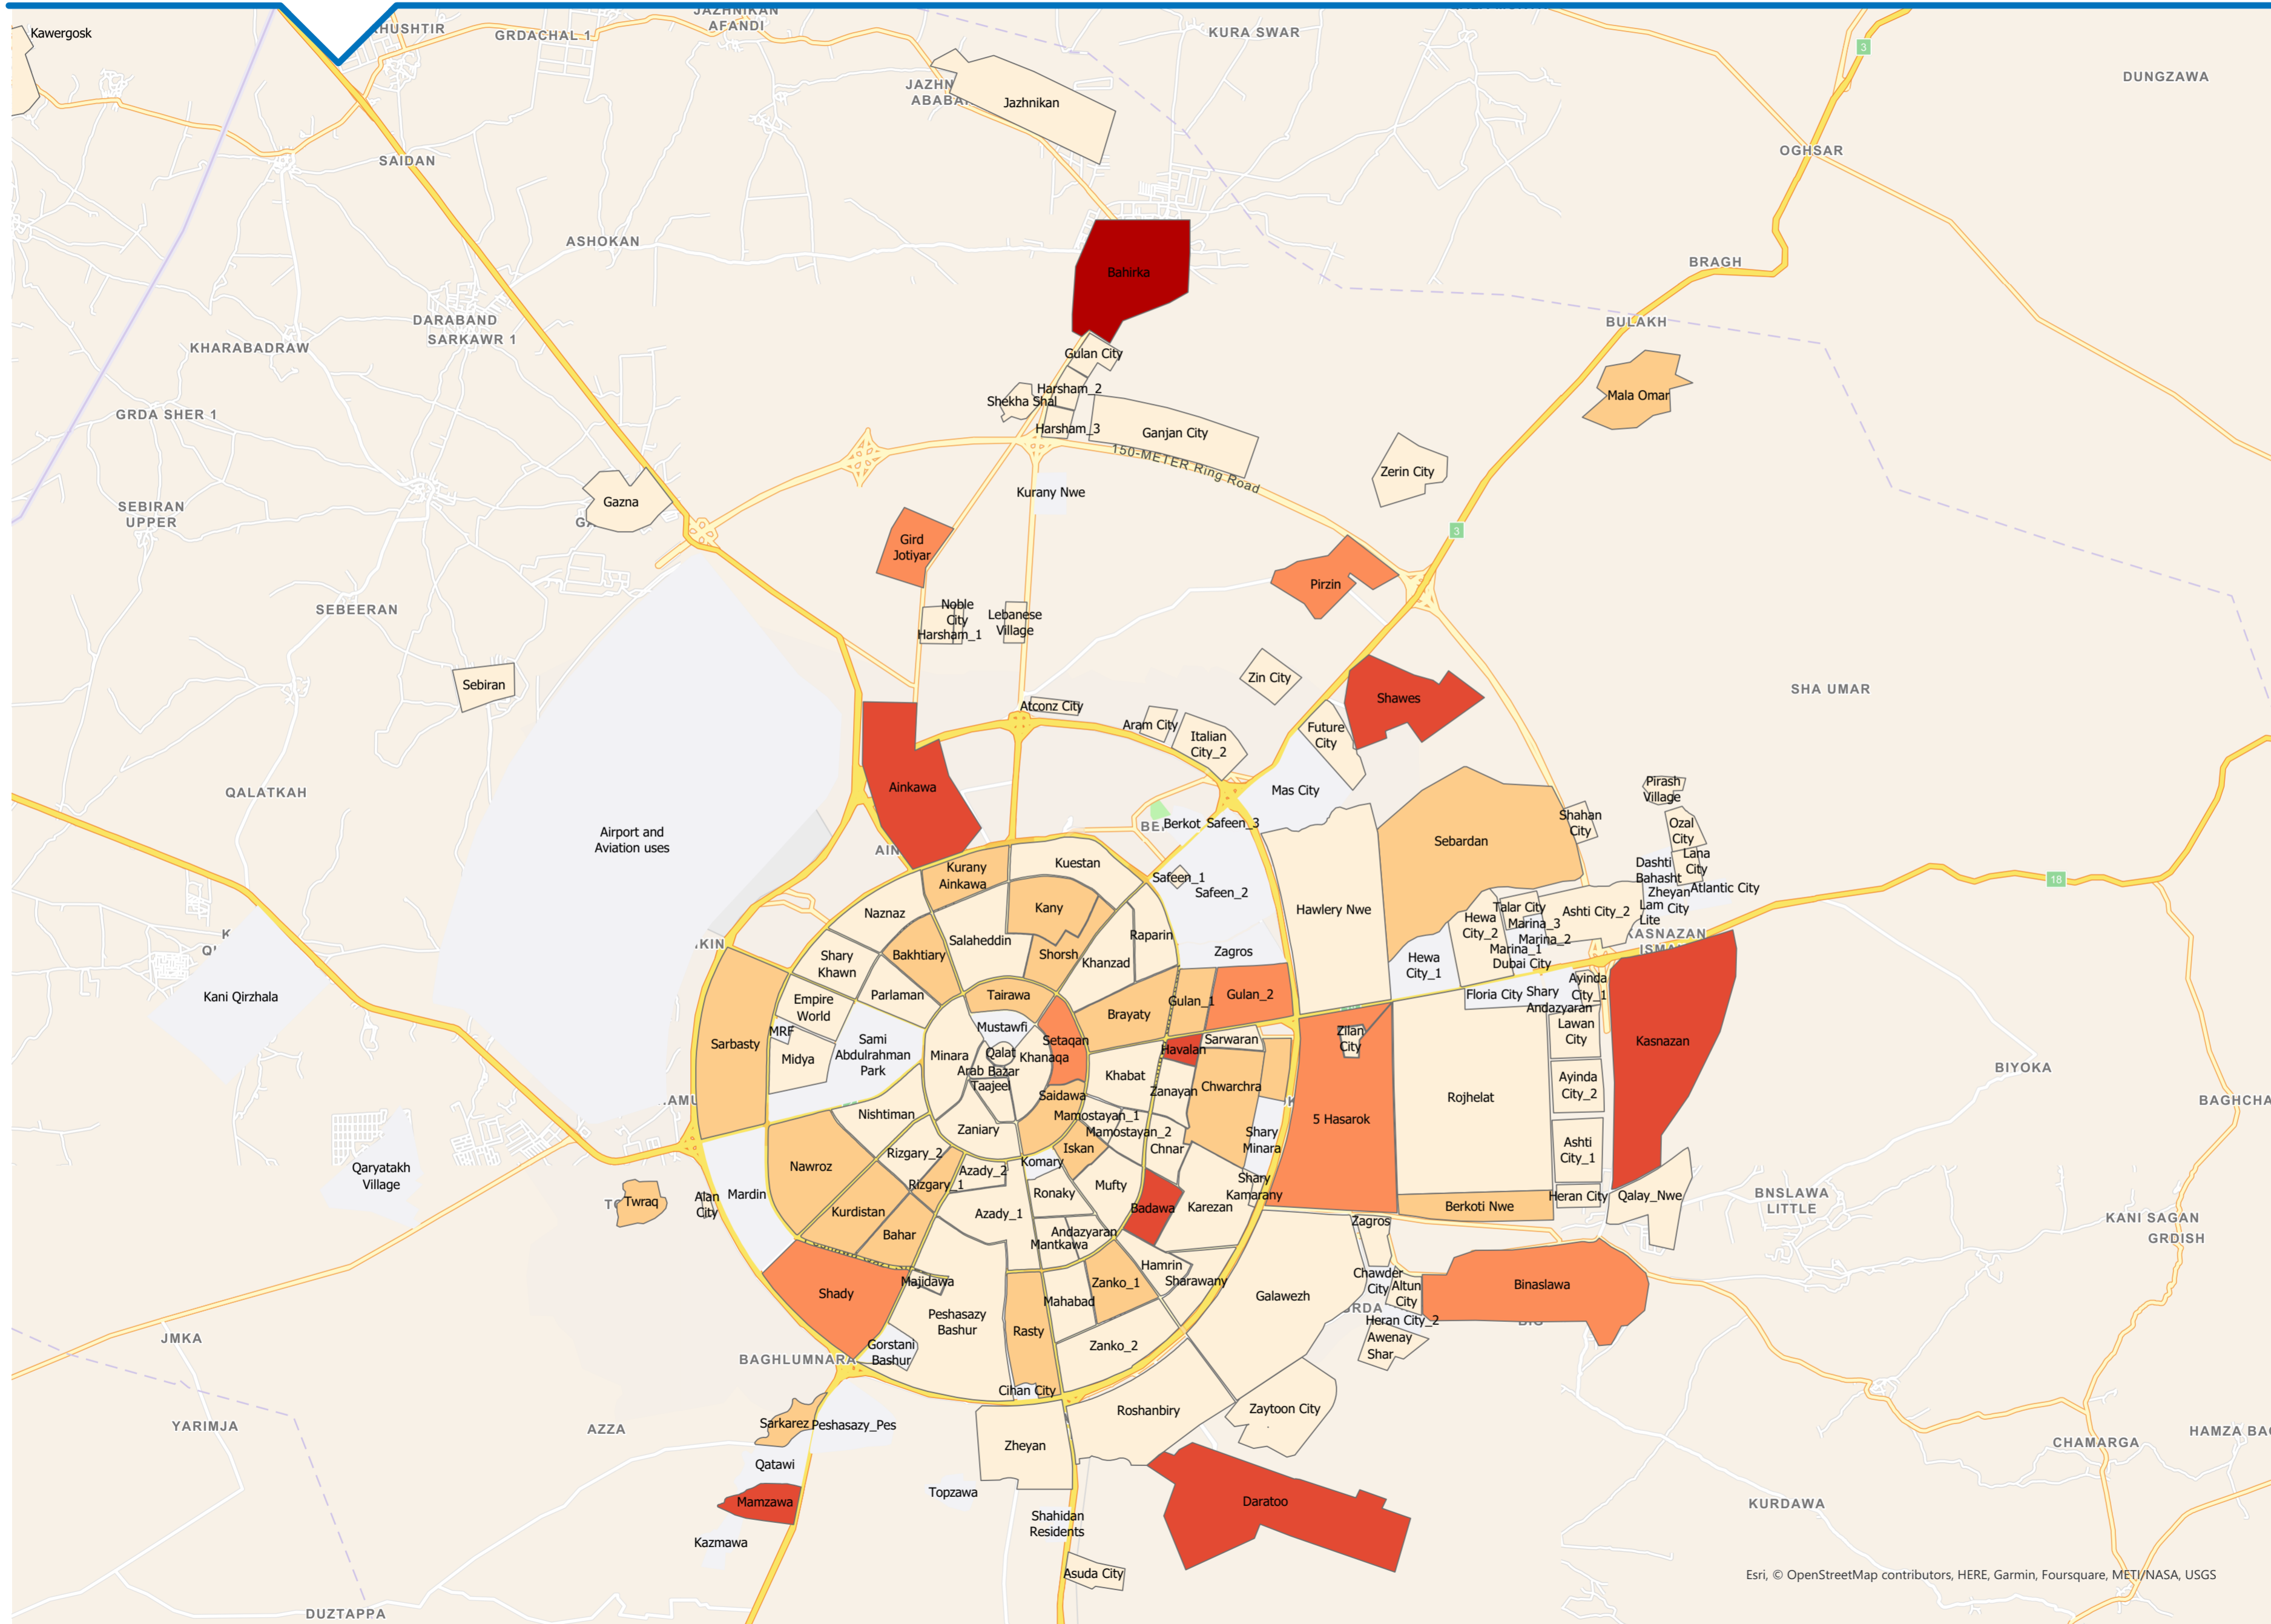 JAZHNIKAN
AFANDI
KHUSHTIR
GRDACHAL 1
KURA SWAR
Kawergosk
DUNGZAWA
Jazhnikan
SAIDAN
OGHSAR
ASHOKAN
BRAGH
Bahirka
DARABAND
SARKAWR 1
BULAKH
KHARABADRAW
Gulan City
Harsham_2
Shekha Shal
Mala Omar
GRDA SHER 1
Harsham_3
Ganjan City
150-METER Ring Road
Zerin City
Kurany Nwe
Gazna
SEBIRAN
UPPER
3
3
Gird
Jotiyar
Pirzin
SEBEERAN
Noble
City
Harsham_1
Lebanese
Village
Sebiran
Zin City
Shawes
SHA UMAR
Atconz City
Aram City
Italian
City_2
Future
City
Ainkawa
Mas City
QALATKAH
Pirash
Village
Airport and
Aviation uses
Berkot
Safeen_3
Sebardan
Shahan
City
Ozal
City
Kurany
Ainkawa
Kuestan
Safeen_1
Safeen_2
Lana
City
Dashti
Bahasht
Zheyan
City
Atlantic City
Lam
Lite
18
Naznaz
Kany
Hawlery Nwe
Hewa
City_2
Talar City
Marina_3
Marina_2
Marina_1
Dubai City
Ashti City_2
KASNAZAN
Salaheddin
Raparin
Bakhtiary
Shorsh
Khanzad
Zagros
Shary
Khawn
Hewa
City_1
Kani Qirzhala
Empire
World
Parlaman
Tairawa
Brayaty
Gulan_1
Gulan_2
Floria City
Shary
Andazyaran
Ayinda
City_1
MRF
Mustawfi
Sarbasty
Midya
Sami
Abdulrahman
Park
Minara
Qalat
Setaqan
Khanaqa
Arab Bazar
Taajeel
Havalan
Sarwaran
Zilan
City
Lawan
City
Kasnazan
BIYOKA
Khabat
Zanayan
Chwarchra
Rojhelat
Ayinda
City_2
Saidawa
Nishtiman
Mamostayan_1
Mamostayan_2
5 Hasarok
BAGHCHA
Zaniary
Chnar
Shary
Minara
Ashti
City_1
Qaryatakh
Village
Nawroz
Rizgary_2
Komary
Iskan
Azady_2
Rizgary_1
Ronaky
Mufty
Shary
Kamarany
Heran City
Qalay_Nwe
BNSLAWA
LITTLE
Twraq
Alan
City
Mardin
Badawa
Karezan
Berkoti Nwe
KANI SAGAN
GRDISH
Kurdistan
Azady_1
Bahar
Andazyaran
Mantkawa
Zagros
Hamrin
Sharawany
Majidawa
Zanko_1
Chawder
City
Altun
City
Binaslawa
Shady
Mahabad
Galawezh
Peshasazy
Bashur
Rasty
JMKA
Heran City_2
Awenay
Shar
BAGHLUMNARA
Gorstani
Bashur
Zanko_2
Cihan City
Sarkarez
Peshasazy_Pes
Roshanbiry
Zaytoon City
YARIMJA
AZZA
HAMZA BA
CHAMARGA
Zheyan
Qatawi
Topzawa
Mamzawa
Daratoo
KURDAWA
Shahidan
Residents
Kazmawa
Asuda City
Esri, © OpenStreetMap contributors, HERE, Garmin, Foursquare, METI/NASA, USGS
DUZTAPPA